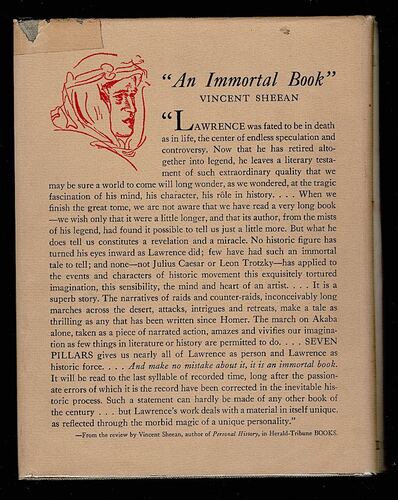 “An Immortal Book”
VINCENT SHEEAN
“LAWRENCE was fated to be in death
as in life, the center of endless speculation and
controversy. Now that he has retired alto-
gether into legend, he leaves a literary testa-
ment of such extraordinary quality that we
may be sure a world to come will long wonder, as we wondered, at the tragic
fascination of his mind, his character, his rôle in history. . . . When we
finish the great tome, we are not aware that we have read a very long book
—we wish only that it were a little longer, and that its author, from the mists
of his legend, had found it possible to tell us just a little more. But what he
does tell us constitutes a revelation and a miracle. No historic figure has
turned his eyes inward as Lawrence did; few have had such an immortal
tale to tell; and none—not Julius Caesar or Leon Trotzky—has applied to
the events and characters of historic movement this exquisitely tortured
imagination, this sensibility, the mind and heart of an artist. . . . It is a
superb story. The narratives of raids and counter-raids, inconceivably long
marches across the desert, attacks, intrigues and retreats, make a tale as
thrilling as any that has been written since Homer. The march on Akaba
alone, taken as a piece of narrated action, amazes and vivifies our imagina-
tion as few things in literature or history are permitted to do. . . . SEVEN
PILLARS gives us nearly all of Lawrence as person and Lawrence as
historic force. . . . And make no mistake about it, it is an immortal book.
It will be read to the last syllable of recorded time, long after the passion-
ate errors of which it is the record have been corrected in the inevitable his-
toric process. Such a statement can hardly be made of any other book of
the century . . . but Lawrence’s work deals with a material in itself unique,
as reflected through the morbid magic of a unique personality.”
—From the review by Vincent Sheean, author of Personal History, in Herald-Tribune BOOKS.